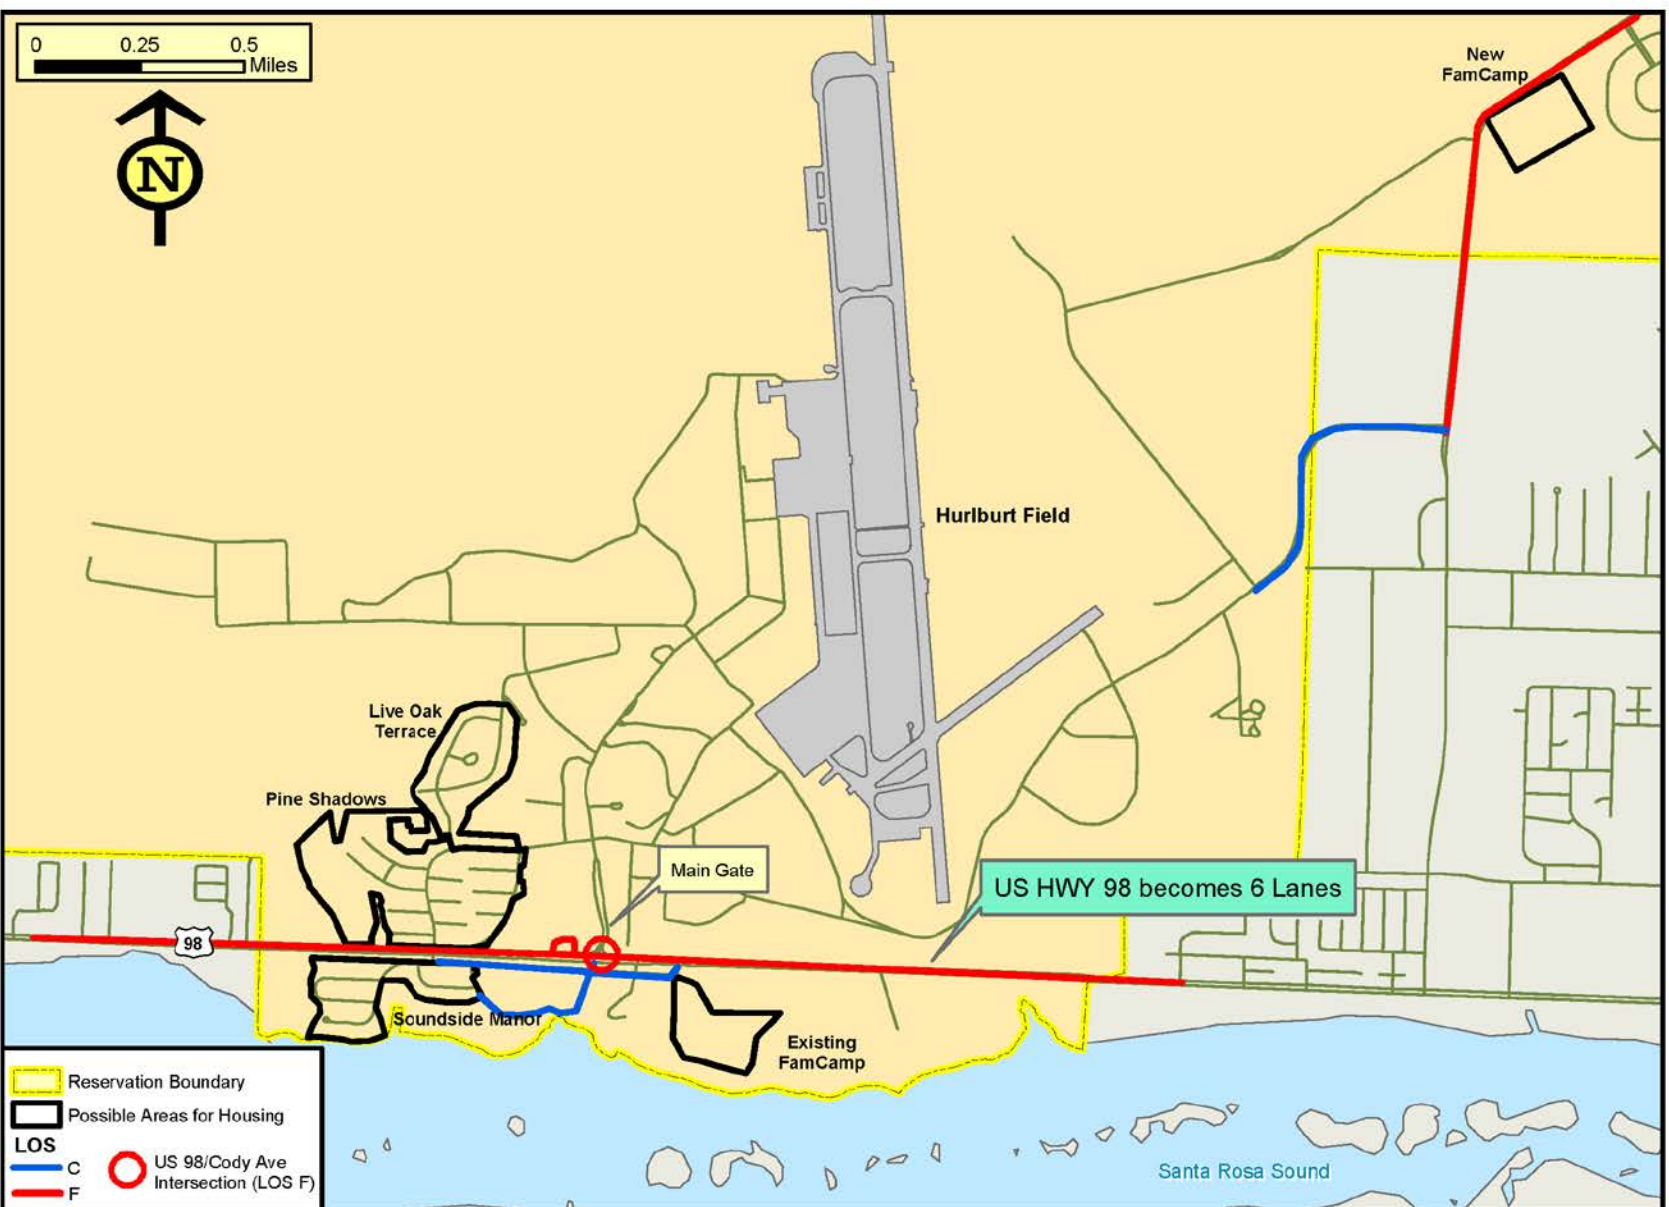 0 0.25 0.5
Miles
N
New
FamCamp
Hurlburt Field
Live Oak
Terrace
Pine Shadows
Main Gate
US HWY 98 becomes 6 Lanes
98
Soundside Manor
Existing
FamCamp
Santa Rosa Sound
Reservation Boundary
Possible Areas for Housing
LOS
C
F
US 98/Cody Ave
Intersection (LOS F)